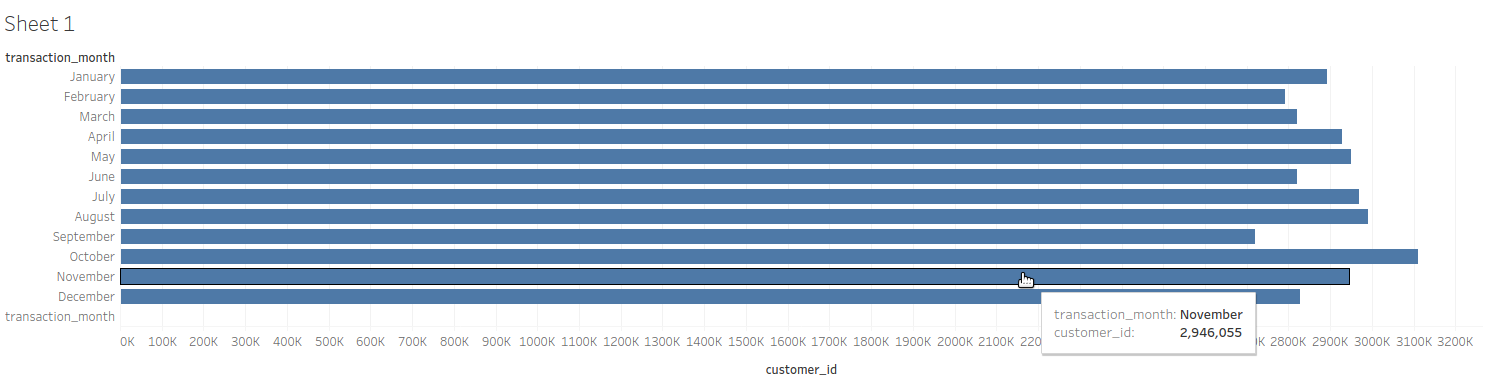 Sheet 1
transaction_month
January
February
March
April
May
June
July
August
September
October
November
December
transaction_month
transaction_month: November
customer_id: 2,946,055
0K 100K 200K 300K 400K 500K 600K 700K 800K 900K 1000K 1100K 1200K 1300K 1400K 1500K 1600K 1700K 1800K 1900K 2000K 2100K 2800K 2900K 3000K 3100K 3200K
customer_id